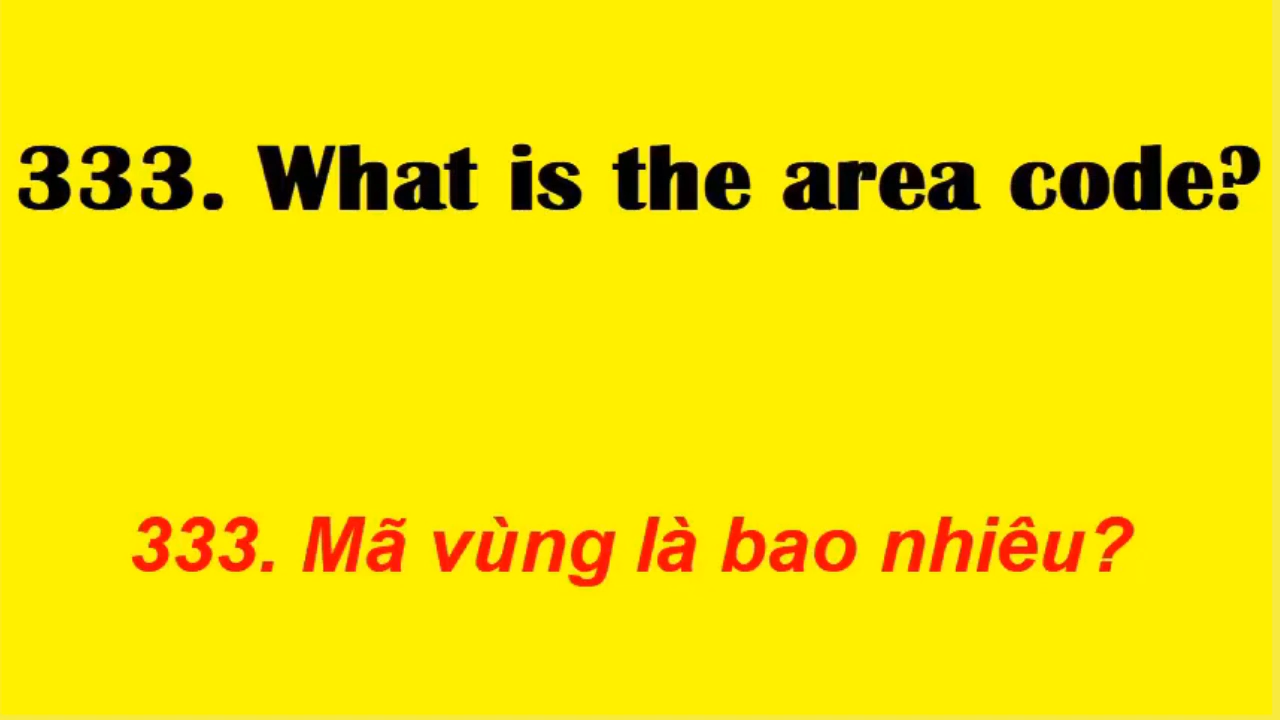 333. What is the area code?
333. Mã vùng là bao nhiêu?